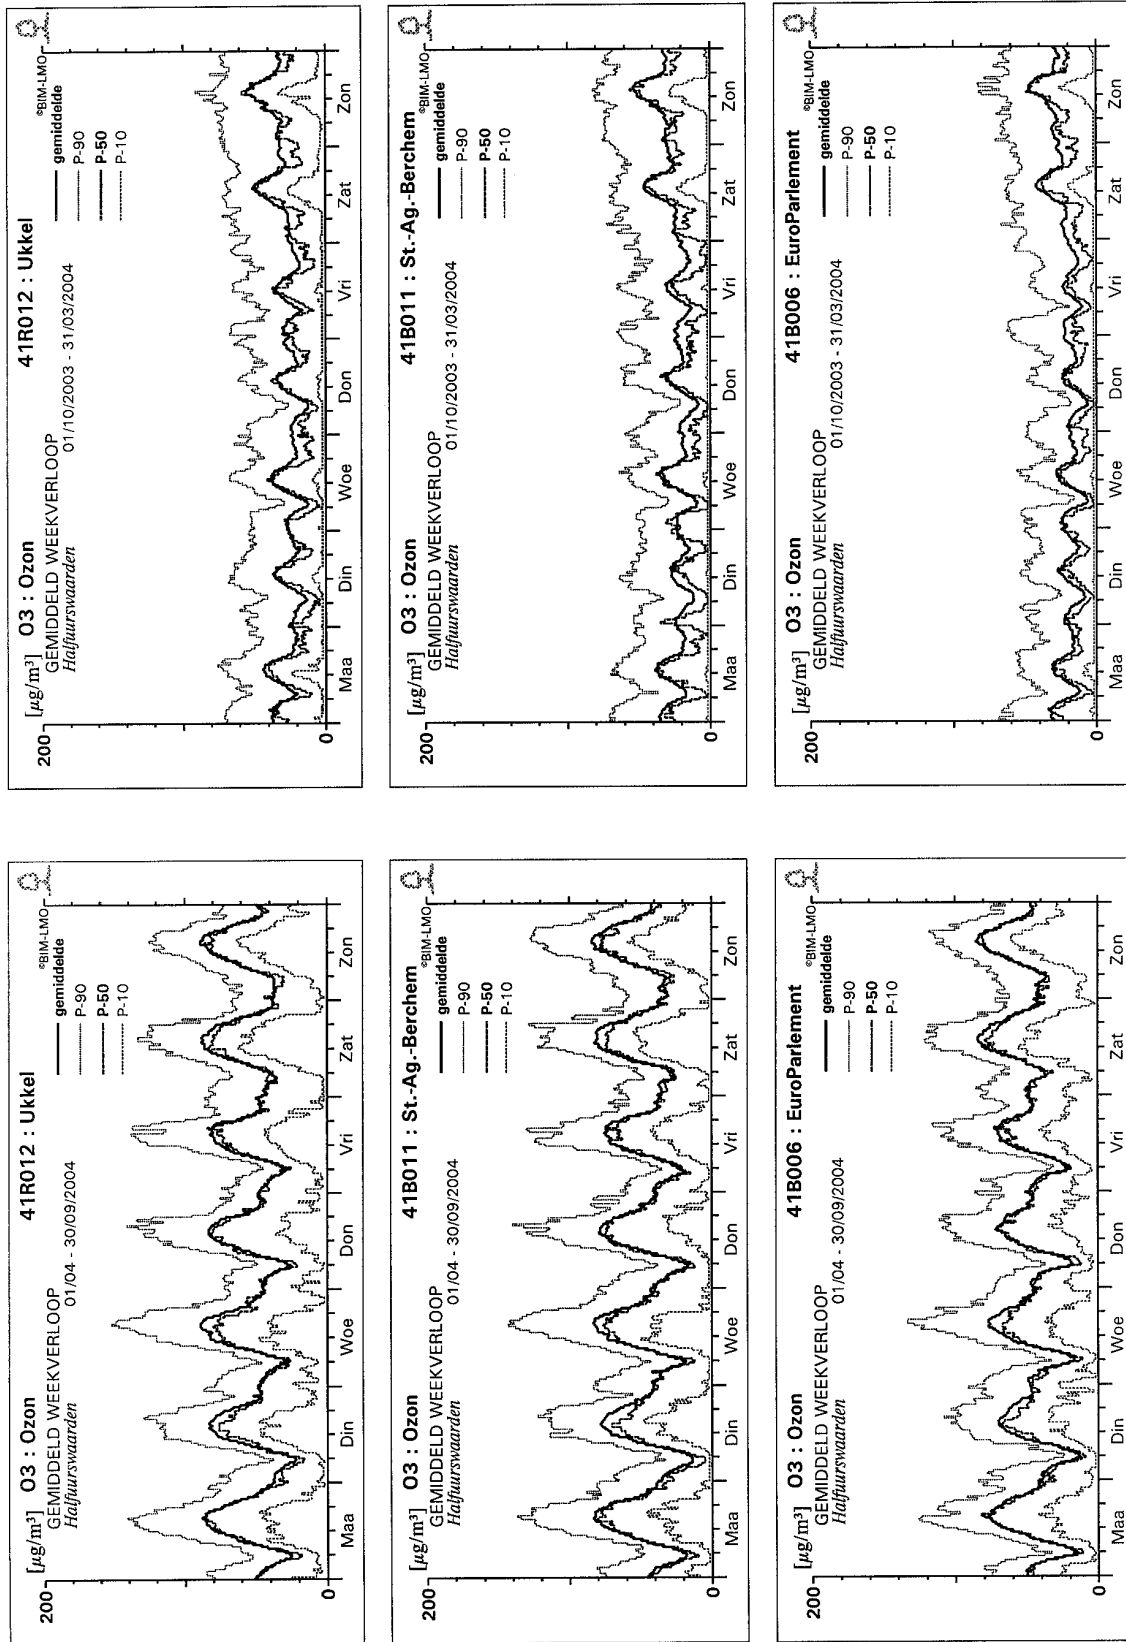 [µg/m³] O3 : Ozon 41R012 : Ukkel
GEMIDDELD WEEKVERLOOP ©BIM-LMO
Halfuurswaarden 01/04 - 30/09/2004
gemiddelde
P-90
P-50
P-10
200
0
Maa Din Woe Don Vri Zat Zon
[µg/m³] O3 : Ozon 41R012 : Ukkel
GEMIDDELD WEEKVERLOOP ©BIM-LMO
Halfuurswaarden 01/10/2003 - 31/03/2004
gemiddelde
P-90
P-50
P-10
200
0
Maa Din Woe Don Vri Zat Zon
[µg/m³] O3 : Ozon 41B011 : St.-Ag.-Berchem
GEMIDDELD WEEKVERLOOP ©BIM-LMO
Halfuurswaarden 01/04 - 30/09/2004
gemiddelde
P-90
P-50
P-10
200
0
Maa Din Woe Don Vri Zat Zon
[µg/m³] O3 : Ozon 41B011 : St.-Ag.-Berchem
GEMIDDELD WEEKVERLOOP ©BIM-LMO
Halfuurswaarden 01/10/2003 - 31/03/2004
gemiddelde
P-90
P-50
P-10
200
0
Maa Din Woe Don Vri Zat Zon
[µg/m³] O3 : Ozon 41B006 : EuroParlement
GEMIDDELD WEEKVERLOOP ©BIM-LMO
Halfuurswaarden 01/04 - 30/09/2004
gemiddelde
P-90
P-50
P-10
200
0
Maa Din Woe Don Vri Zat Zon
[µg/m³] O3 : Ozon 41B006 : EuroParlement
GEMIDDELD WEEKVERLOOP ©BIM-LMO
Halfuurswaarden 01/10/2003 - 31/03/2004
gemiddelde
P-90
P-50
P-10
200
0
Maa Din Woe Don Vri Zat Zon